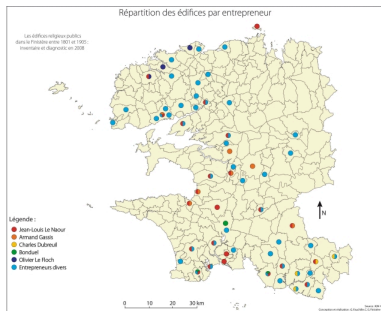 Répartition des édifices par entrepreneur
Les édifices religieux publics
dans le Finistère entre 1801 et 1905 :
inventaire et diagnostic en 2008
N
Légende :
Jean-Louis Le Naour
Armand Gassis
Charles Dubreuil
Bonduel
Olivier Le Roch
Entrepreneurs divers
0 10 20 30 km